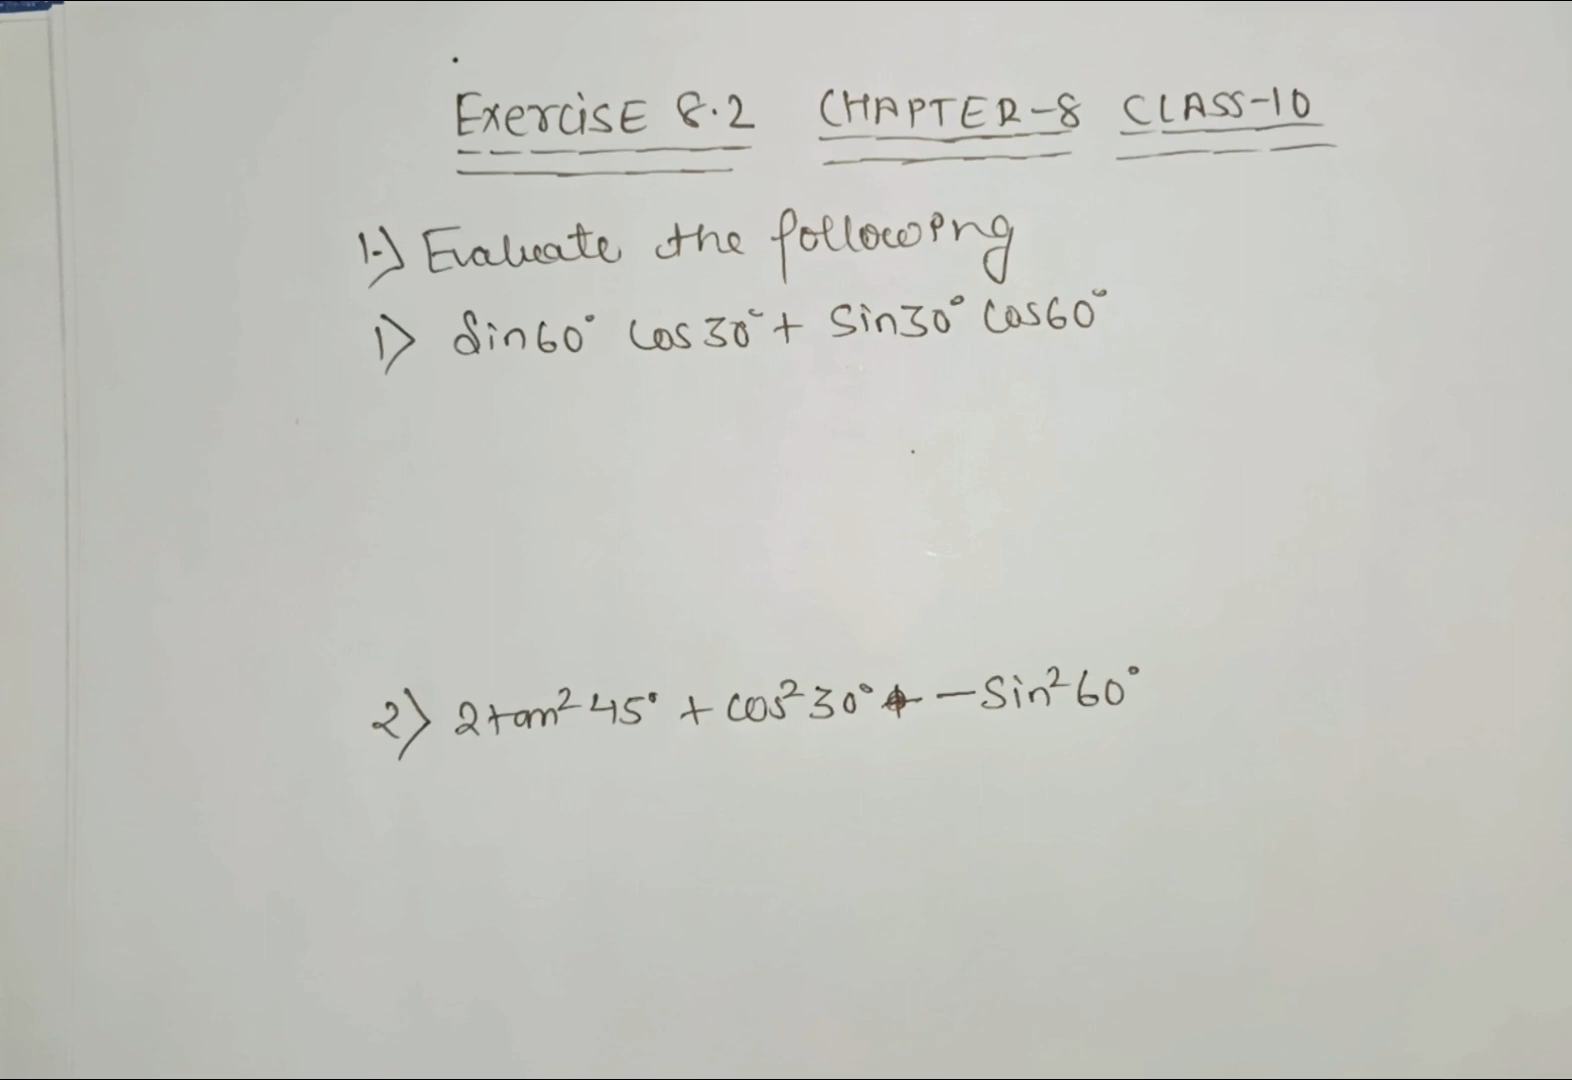 ExercisE 8.2 CHAPTER-8 CLASS-10
1.) Evaluate the following
1) Sin60° Cos30° + Sin30° Cos60°
2) 2tan²45° + cos²30° - Sin²60°